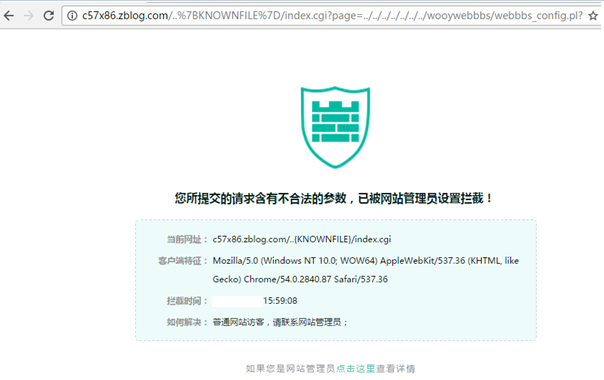 c57x86.zblog.com/..%7BKNOWNFILE%7D/index.cgi?page=../../../../../../../wooywebbbs/webbbs_config.pl?
您所提交的请求含有不合法的参数，已被网站管理员设置拦截！
当前网址： c57x86.zblog.com/..{KNOWNFILE}/index.cgi
客户端特征： Mozilla/5.0 (Windows NT 10.0; WOW64) AppleWebKit/537.36 (KHTML, like
Gecko) Chrome/54.0.2840.87 Safari/537.36
拦截时间： 15:59:08
如何解决： 普通网站访客，请联系网站管理员；
如果您是网站管理员点击这里查看详情